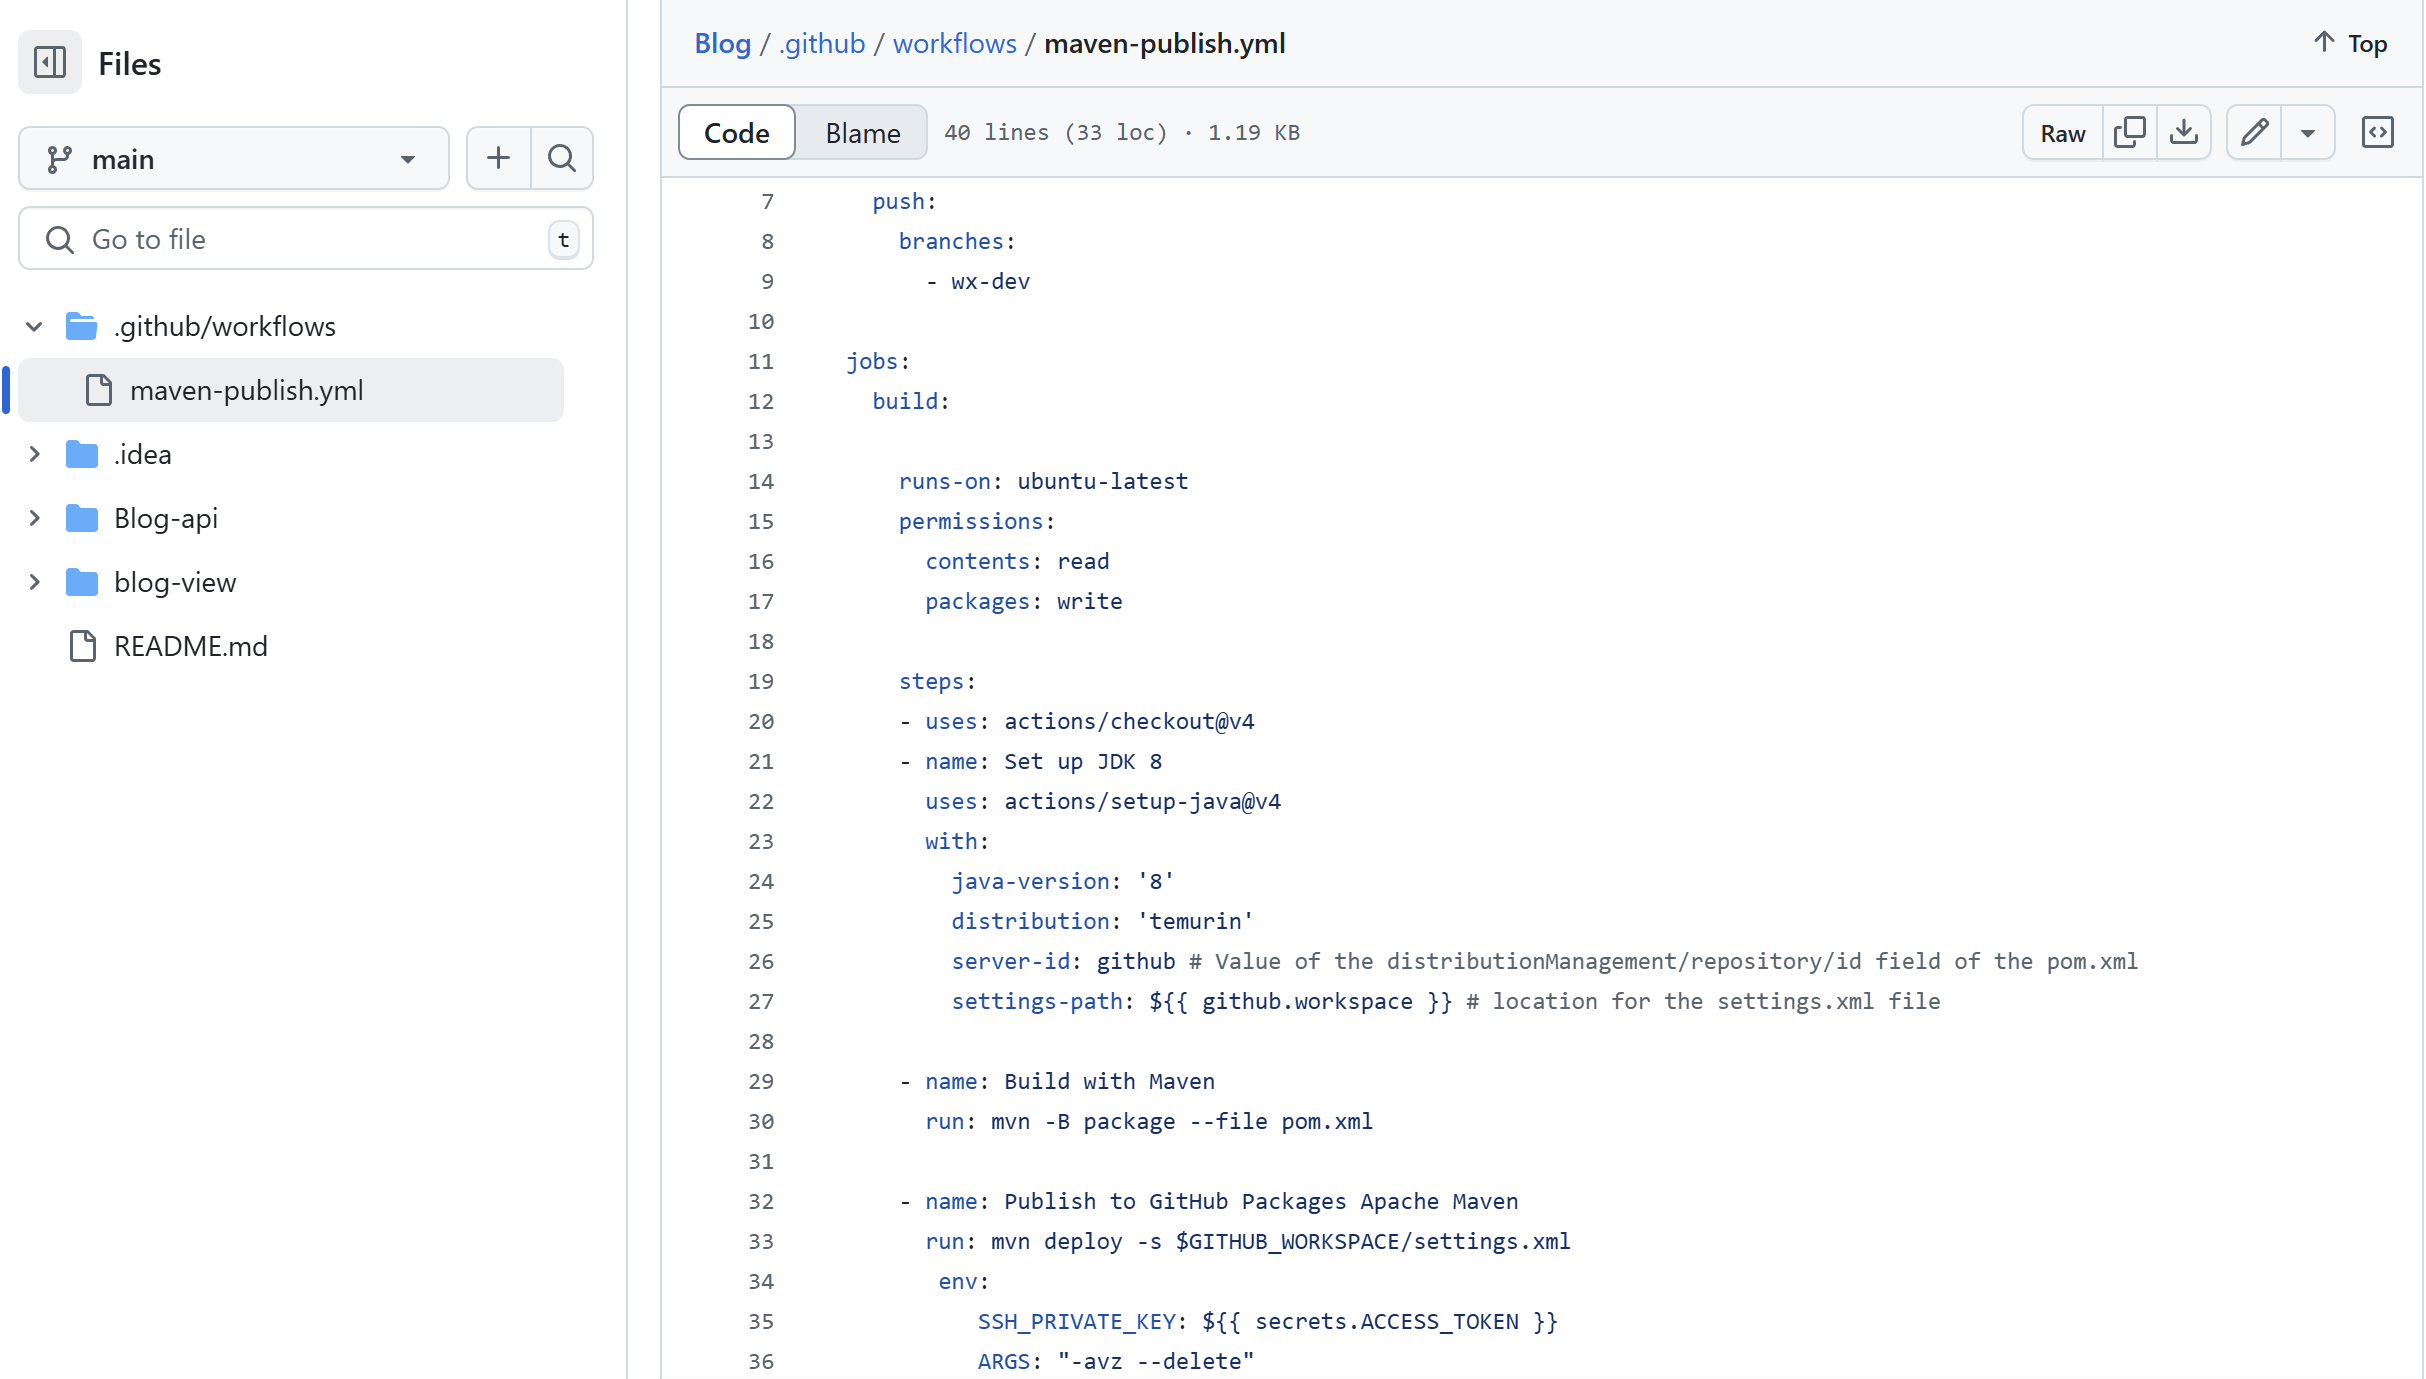 Files
main
Go to file
t
.github/workflows
maven-publish.yml
.idea
Blog-api
blog-view
README.md
Blog / .github / workflows / maven-publish.yml
Top
Code
Blame
40 lines (33 loc) · 1.19 KB
Raw
7   push:
8     branches:
9       - wx-dev
10
11 jobs:
12   build:
13
14     runs-on: ubuntu-latest
15     permissions:
16       contents: read
17       packages: write
18
19     steps:
20     - uses: actions/checkout@v4
21     - name: Set up JDK 8
22       uses: actions/setup-java@v4
23       with:
24         java-version: '8'
25         distribution: 'temurin'
26         server-id: github # Value of the distributionManagement/repository/id field of the pom.xml
27         settings-path: ${{ github.workspace }} # location for the settings.xml file
28
29     - name: Build with Maven
30       run: mvn -B package --file pom.xml
31
32     - name: Publish to GitHub Packages Apache Maven
33       run: mvn deploy -s $GITHUB_WORKSPACE/settings.xml
34        env:
35           SSH_PRIVATE_KEY: ${{ secrets.ACCESS_TOKEN }}
36           ARGS: "-avz --delete"